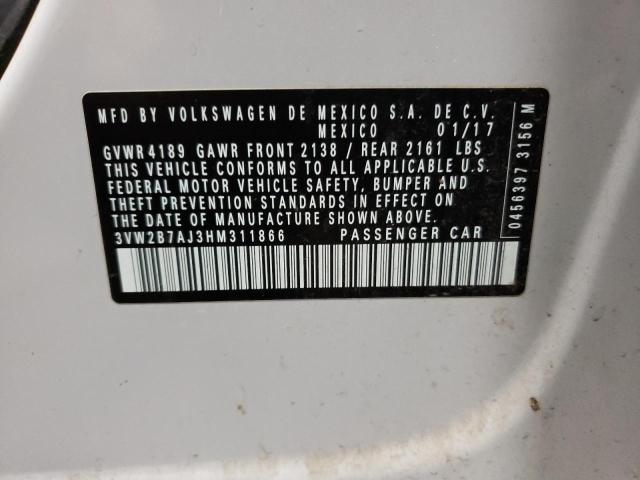 MFD BY VOLKSWAGEN DE MEXICO S.A. DE C.V.
MEXICO 01/17
GVWR 4189 GAWR FRONT 2138 / REAR 2161 LBS
THIS VEHICLE CONFORMS TO ALL APPLICABLE U.S.
FEDERAL MOTOR VEHICLE SAFETY, BUMPER AND
THEFT PREVENTION STANDARDS IN EFFECT ON
THE DATE OF MANUFACTURE SHOWN ABOVE.
3VW2B7AJ3HM311866 PASSENGER CAR
0456397 3156 M